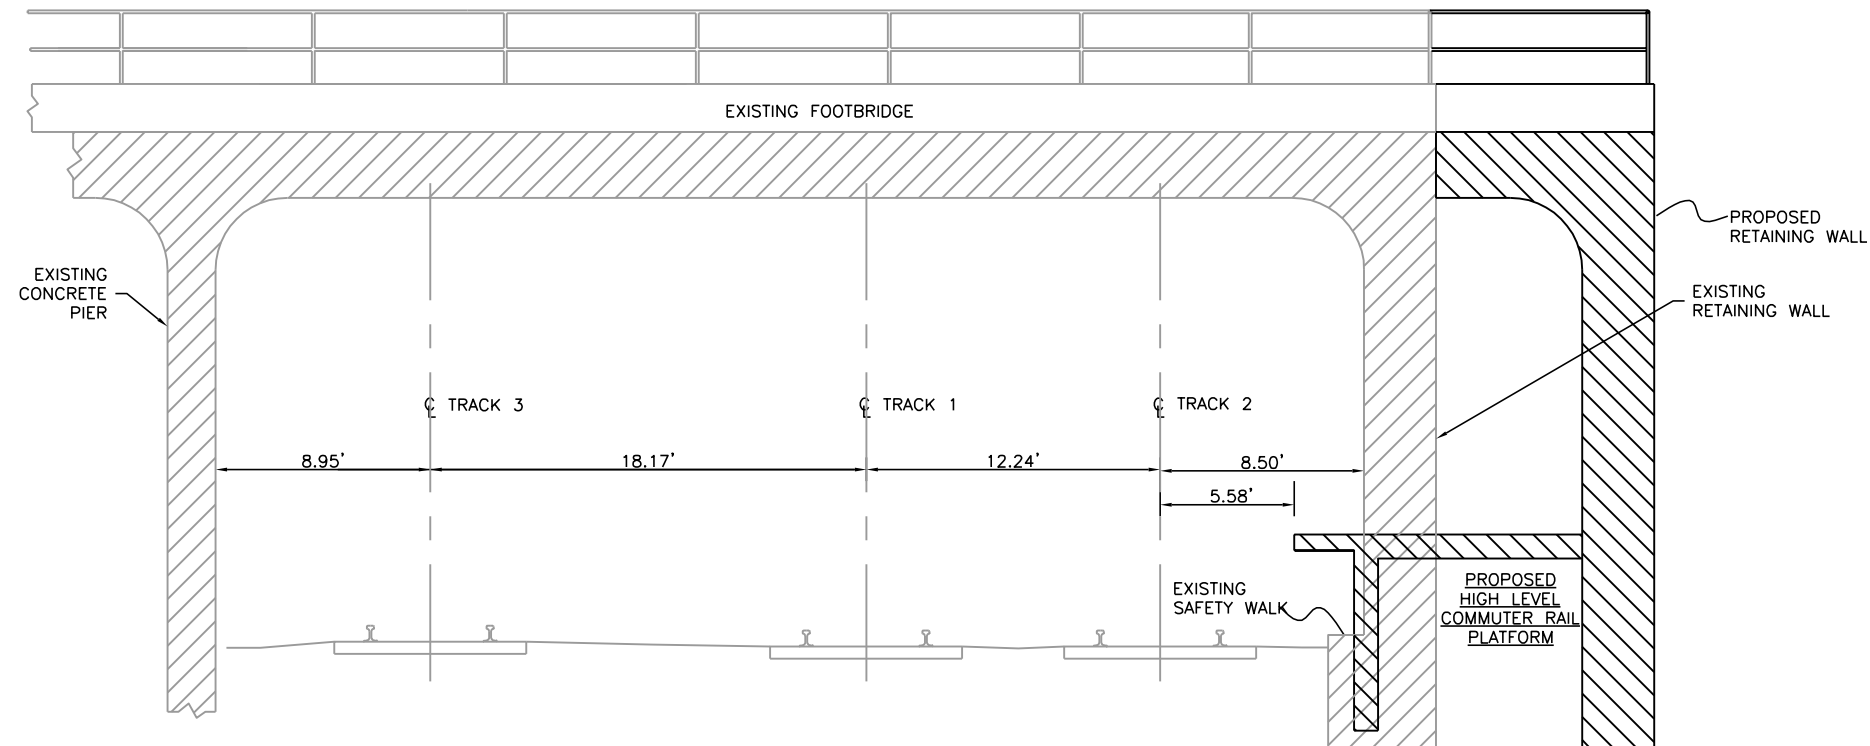 EXISTING FOOTBRIDGE
PROPOSED
RETAINING WALL
EXISTING
CONCRETE
PIER
EXISTING
RETAINING WALL
℄ TRACK 3
℄ TRACK 1
℄ TRACK 2
8.95'
18.17'
12.24'
8.50'
5.58'
EXISTING
SAFETY WALK
PROPOSED
HIGH LEVEL
COMMUTER RAIL
PLATFORM